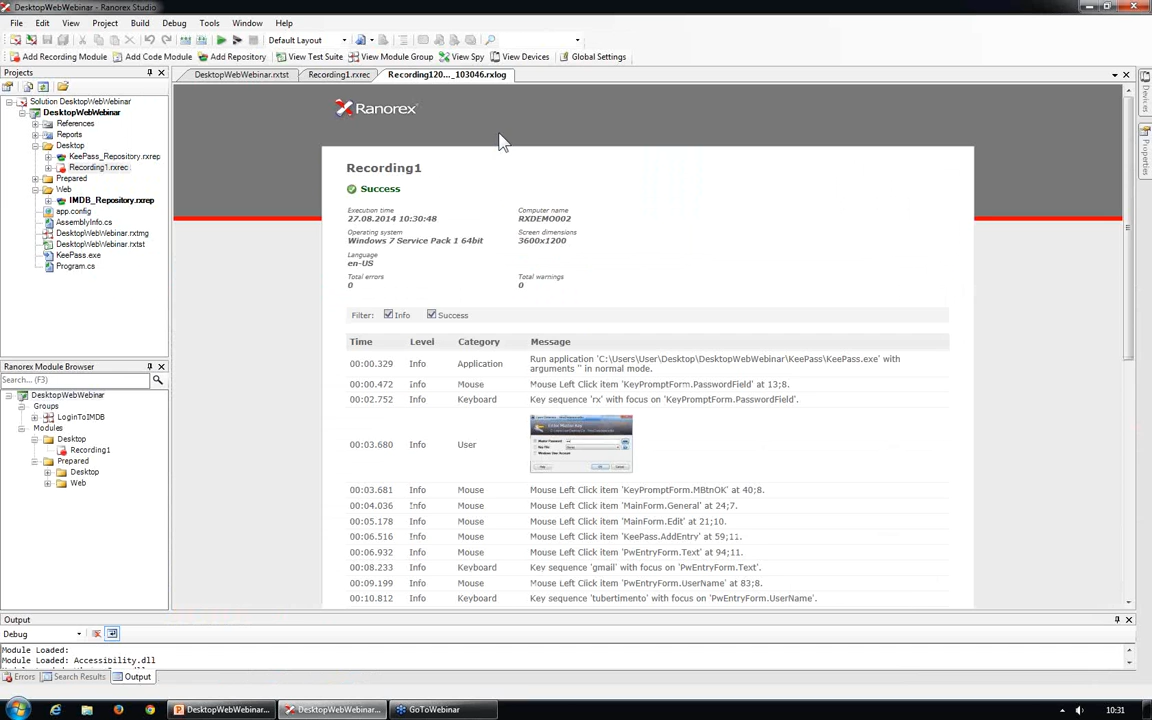 DesktopWebWebinar - Ranorex Studio
File Edit View Project Build Debug Tools Window Help
Default Layout
Add Recording Module Add Code Module Add Repository View Test Suite View Module Group View Spy View Devices Global Settings
Projects
DesktopWebWebinar.rxtst Recording1.rxrec Recording120..._103046.rxlog
Solution DesktopWebWebinar
DesktopWebWebinar
References
Reports
Desktop
KeePass_Repository.rxrep
Recording1.rxrec
Prepared
Web
IMDB_Repository.rxrep
app.config
AssemblyInfo.cs
DesktopWebWebinar.rxtmg
DesktopWebWebinar.rxtst
KeePass.exe
Program.cs
Devices
Properties
Ranorex Module Browser
Search... (F3)
DesktopWebWebinar
Groups
LoginToIMDB
Modules
Desktop
Recording1
Prepared
Desktop
Web
Ranorex
Recording1
Success
Execution time Computer name
27.08.2014 10:30:48 RXDEMO002
Operating system Screen dimensions
Windows 7 Service Pack 1 64bit 3600x1200
Language
en-US
Total errors Total warnings
0 0
Filter: Info Success
Time Level Category Message
00:00.329 Info Application Run application 'C:\Users\User\Desktop\DesktopWebWebinar\KeePass\KeePass.exe' with
arguments '' in normal mode.
00:00.472 Info Mouse Mouse Left Click item 'KeyPromptForm.PasswordField' at 13;8.
00:02.752 Info Keyboard Key sequence 'rx' with focus on 'KeyPromptForm.PasswordField'.
00:03.680 Info User
Enter Master Key
00:03.681 Info Mouse Mouse Left Click item 'KeyPromptForm.MBtnOK' at 40;8.
00:04.036 Info Mouse Mouse Left Click item 'MainForm.General' at 24;7.
00:05.178 Info Mouse Mouse Left Click item 'MainForm.Edit' at 21;10.
00:06.516 Info Mouse Mouse Left Click item 'KeePass.AddEntry' at 59;11.
00:06.932 Info Mouse Mouse Left Click item 'PwEntryForm.Text' at 94;11.
00:08.233 Info Keyboard Key sequence 'gmail' with focus on 'PwEntryForm.Text'.
00:09.199 Info Mouse Mouse Left Click item 'PwEntryForm.UserName' at 83;8.
00:10.812 Info Keyboard Key sequence 'tubertimento' with focus on 'PwEntryForm.UserName'.
Output
Debug
Module Loaded:
Module Loaded: Accessibility.dll
Errors Search Results Output
DesktopWebWebinar... DesktopWebWebinar... GoToWebinar 10:31